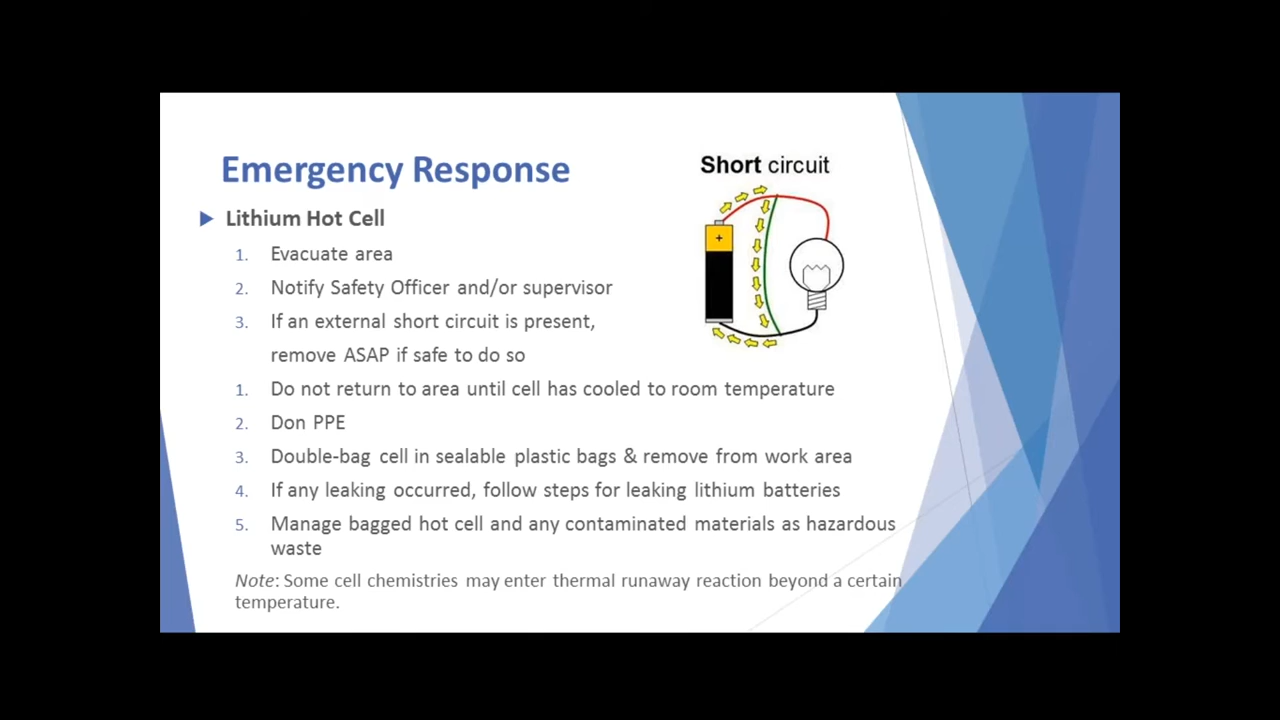 Emergency Response
Short circuit
▶ Lithium Hot Cell
1. Evacuate area
2. Notify Safety Officer and/or supervisor
3. If an external short circuit is present,
remove ASAP if safe to do so
1. Do not return to area until cell has cooled to room temperature
2. Don PPE
3. Double-bag cell in sealable plastic bags & remove from work area
4. If any leaking occurred, follow steps for leaking lithium batteries
5. Manage bagged hot cell and any contaminated materials as hazardous
waste
Note: Some cell chemistries may enter thermal runaway reaction beyond a certain
temperature.
+